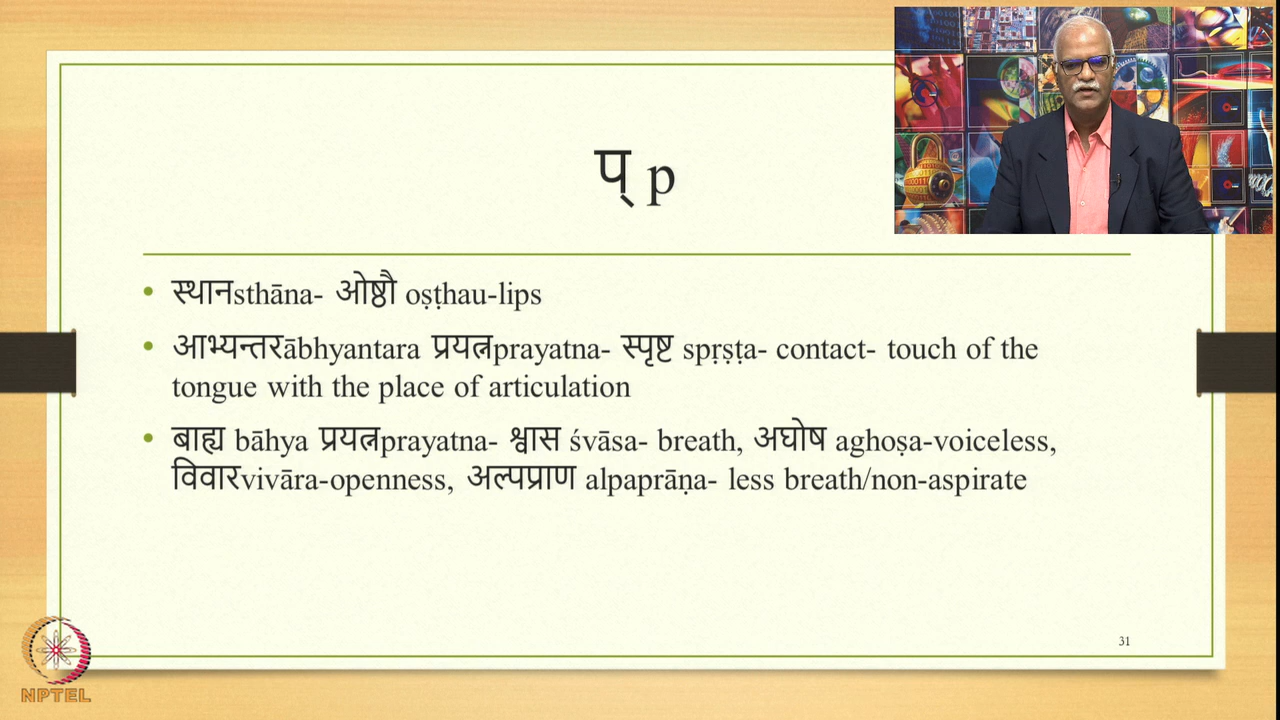 प् p
• स्थानsthāna- ओष्ठौ oṣṭhau-lips
• आभ्यन्तरābhyantara प्रयत्नprayatna- स्पृष्ट spṛṣṭa- contact- touch of the
tongue with the place of articulation
• बाह्य bāhya प्रयत्नprayatna- श्वास śvāsa- breath, अघोष aghoṣa-voiceless,
विवारvivāra-openness, अल्पप्राण alpaprāṇa- less breath/non-aspirate
31
NPTEL